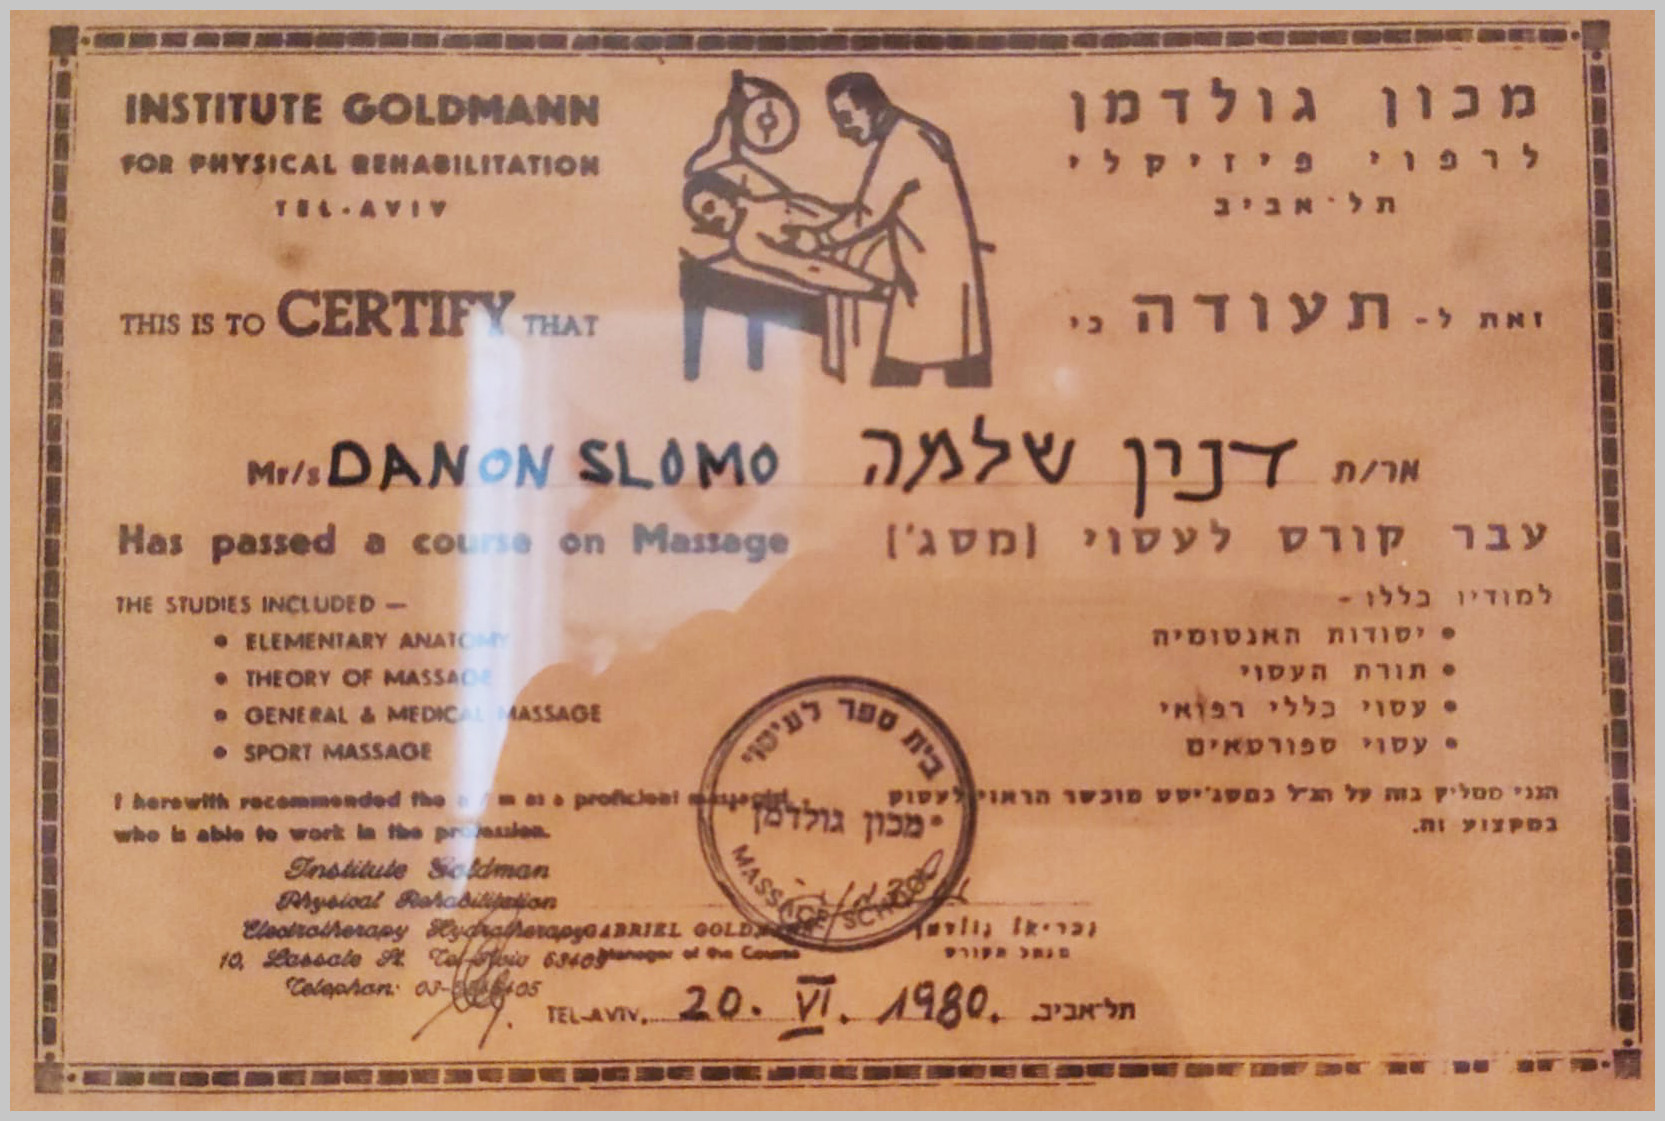 INSTITUTE GOLDMANN
FOR PHYSICAL REHABILITATION
TEL-AVIV
מכון גולדמן
לרפוי פיזיקלי
תל־אביב
THIS IS TO CERTIFY THAT
זאת ל- תעודה כי
Mr/s DANON SLOMO
מר/ת דנון שלמה
Has passed a course on Massage
עבר קורס לעסוי (מסג')
THE STUDIES INCLUDED —
• ELEMENTARY ANATOMY
• THEORY OF MASSAGE
• GENERAL & MEDICAL MASSAGE
• SPORT MASSAGE
למודיו כללו -
• יסודות האנטומיה
• תורת העסוי
• עסוי כללי רפואי
• עסוי ספורטאים
I herewith recommended the as a proficient massagist
who is able to work in the profession.
הנני ממליץ בזה על הנ"ל כמסג'יסט מוכשר הראוי לעסוק
במקצוע זה.
בית ספר לעיסוי
מכון גולדמן
MASSAGE SCHOOL
Institute Goldman
Physical Rehabilitation
Electrotherapy Hydrotherapy
10, Lassale St. Tel-Aviv 63409
Telephon: 03-
GABRIEL GOLDMANN
Manager of the Course
גבריאל גולדמן
מנהל הקורס
TEL-AVIV, 20. VI. 1980. תל־אביב